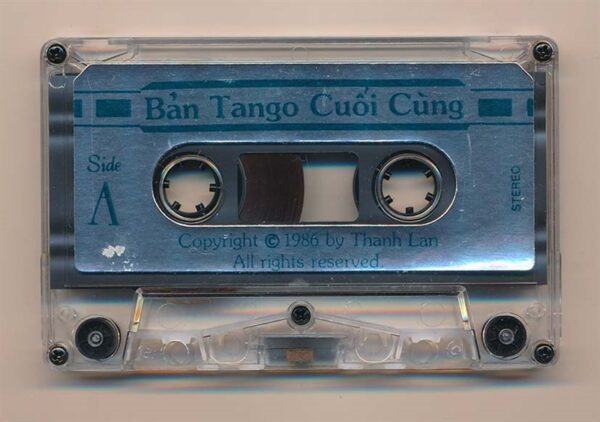 Bản Tango Cuối Cùng
Side
A
STEREO
Copyright © 1986 by Thanh Lan
All rights reserved